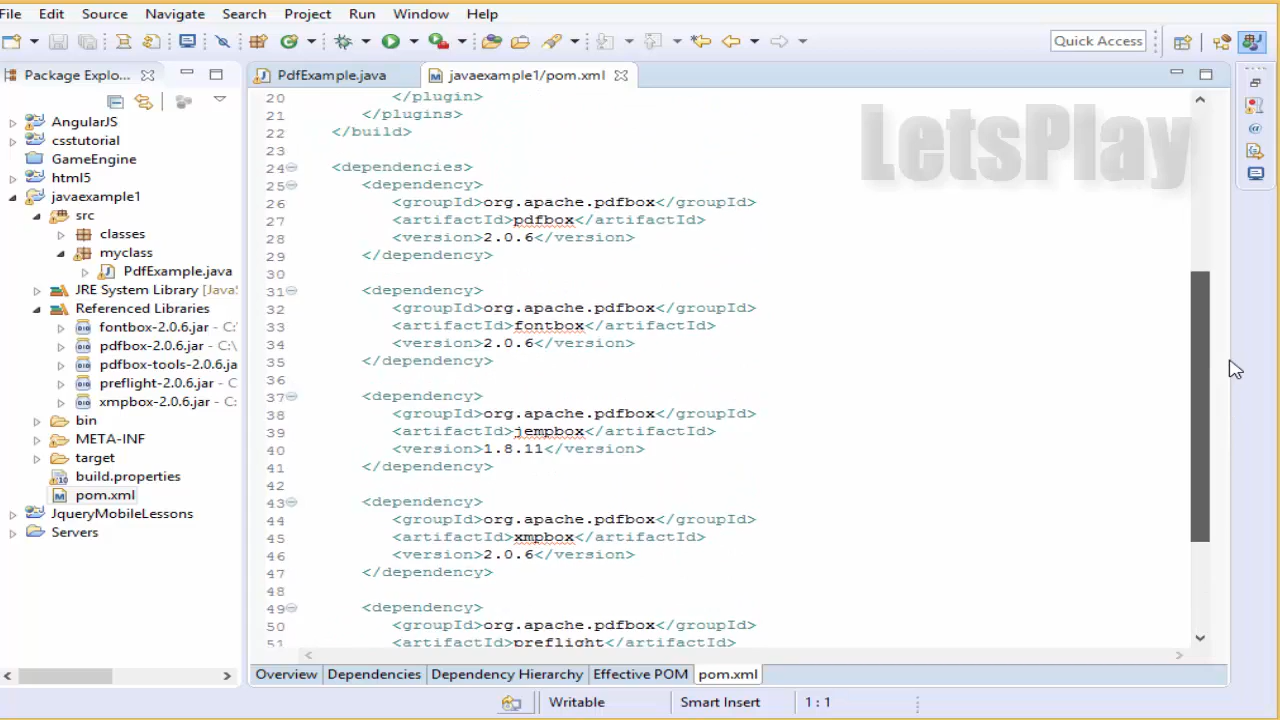 File Edit Source Navigate Search Project Run Window Help
Quick Access
Package Explo...
PdfExample.java
javaexample1/pom.xml
AngularJS
csstutorial
GameEngine
html5
javaexample1
src
classes
myclass
PdfExample.java
JRE System Library [Java
Referenced Libraries
fontbox-2.0.6.jar - C:
pdfbox-2.0.6.jar - C:\
pdfbox-tools-2.0.6.ja
preflight-2.0.6.jar - C
xmpbox-2.0.6.jar - C:
bin
META-INF
target
build.properties
pom.xml
JqueryMobileLessons
Servers
LetsPlay
20 </plugin>
21 </plugins>
22 </build>
23
24 <dependencies>
25 <dependency>
26 <groupId>org.apache.pdfbox</groupId>
27 <artifactId>pdfbox</artifactId>
28 <version>2.0.6</version>
29 </dependency>
30
31 <dependency>
32 <groupId>org.apache.pdfbox</groupId>
33 <artifactId>fontbox</artifactId>
34 <version>2.0.6</version>
35 </dependency>
36
37 <dependency>
38 <groupId>org.apache.pdfbox</groupId>
39 <artifactId>jempbox</artifactId>
40 <version>1.8.11</version>
41 </dependency>
42
43 <dependency>
44 <groupId>org.apache.pdfbox</groupId>
45 <artifactId>xmpbox</artifactId>
46 <version>2.0.6</version>
47 </dependency>
48
49 <dependency>
50 <groupId>org.apache.pdfbox</groupId>
51 <artifactId>preflight</artifactId>
Overview Dependencies Dependency Hierarchy Effective POM pom.xml
Writable Smart Insert 1 : 1